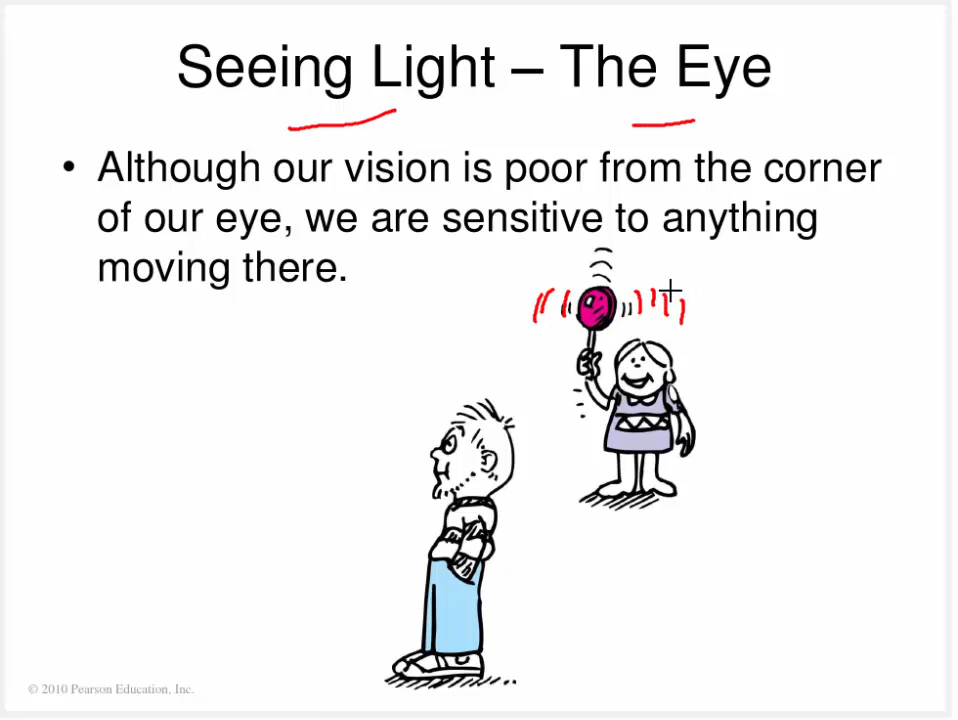 Seeing Light – The Eye
• Although our vision is poor from the corner
of our eye, we are sensitive to anything
moving there.
© 2010 Pearson Education, Inc.